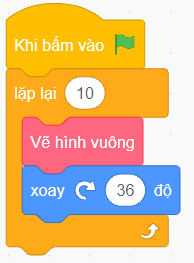 Khi bấm vào
lặp lại 10
Vẽ hình vuông
xoay 36 độ